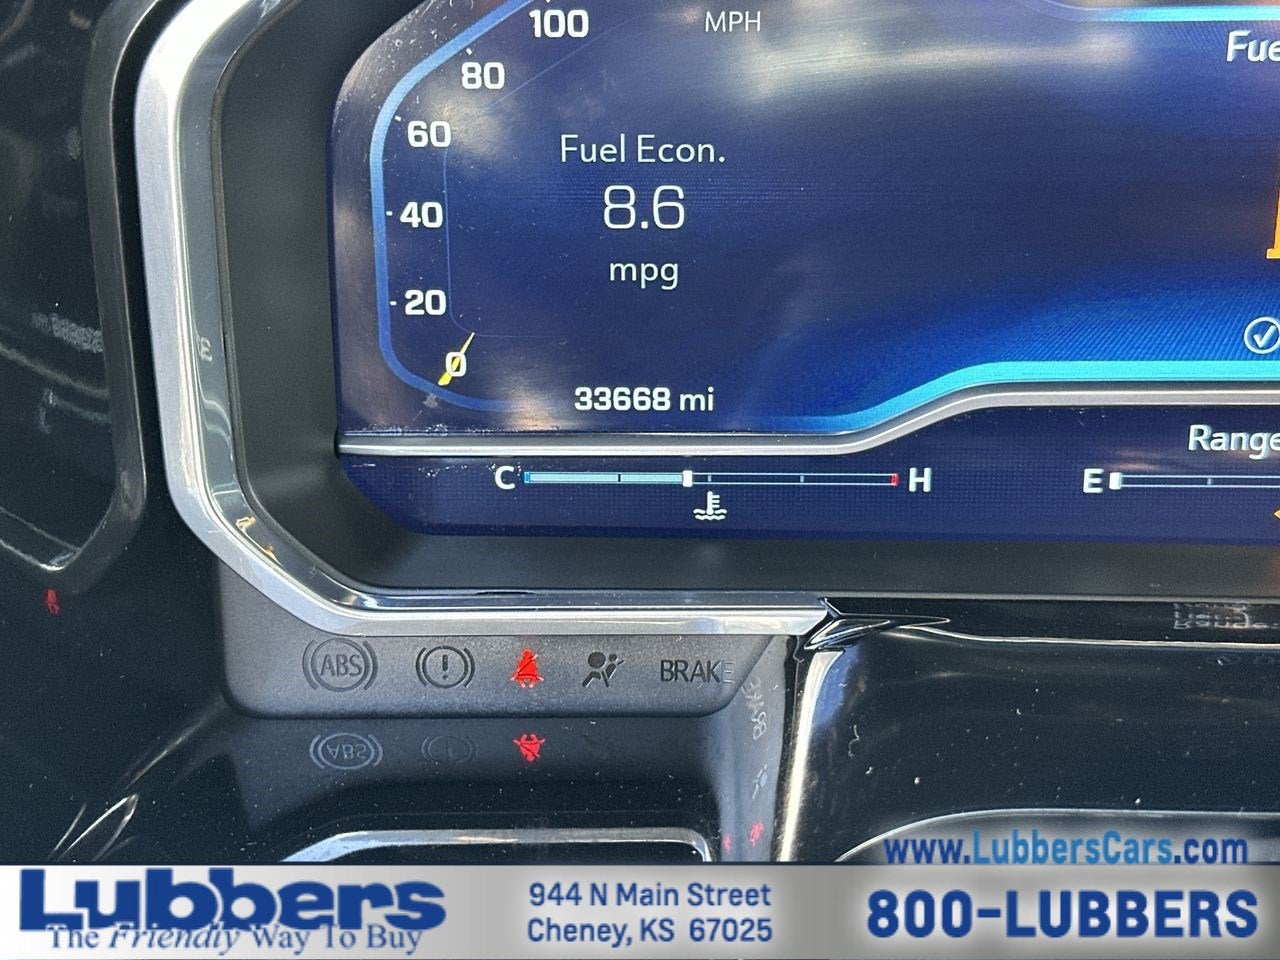 100
MPH
Fue
80
60
Fuel Econ.
8.6
mpg
40
20
0
33668 mi
Range
C H
E
ABS
BRAKE
www.LubbersCars.com
Lubbers
The Friendly Way To Buy
944 N Main Street
Cheney, KS 67025
800-LUBBERS